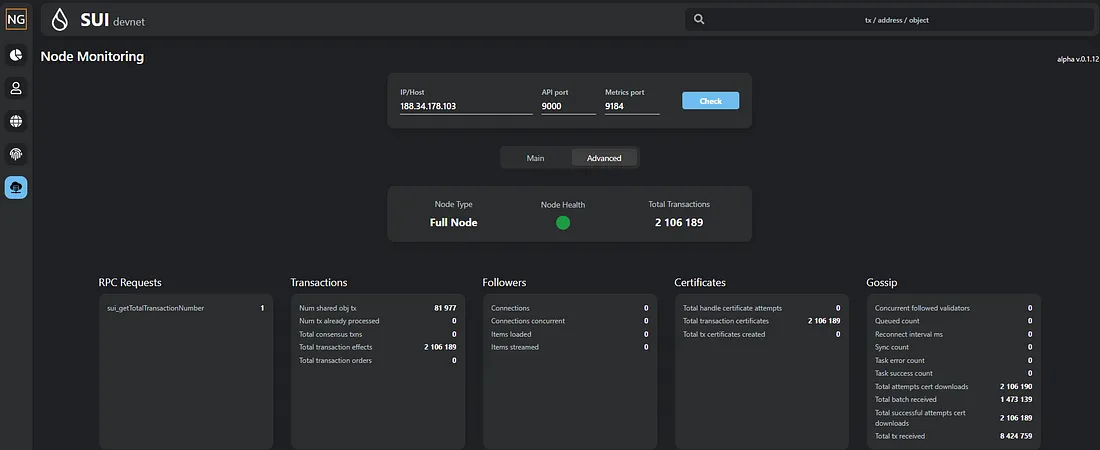 NG
SUI devnet
tx / address / object
Node Monitoring
alpha v.0.1.12
IP/Host
API port
Metrics port
188.34.178.103
9000
9184
Check
Main
Advanced
Node Type
Node Health
Total Transactions
Full Node
2 106 189
RPC Requests
sui_getTotalTransactionNumber 1
Transactions
Num shared obj tx 81 977
Num tx already processed 0
Total consensus txns 0
Total transaction effects 2 106 189
Total transaction orders 0
Followers
Connections 0
Connections concurrent 0
Items loaded 0
Items streamed 0
Certificates
Total handle certificate attempts 0
Total transaction certificates 2 106 189
Total tx certificates created 0
Gossip
Concurrent followed validators 0
Queued count 0
Reconnect interval ms 0
Sync count 0
Task error count 0
Task success count 0
Total attempts cert downloads 2 106 190
Total batch received 1 473 139
Total successful attempts cert
downloads 2 106 189
Total tx received 8 424 759